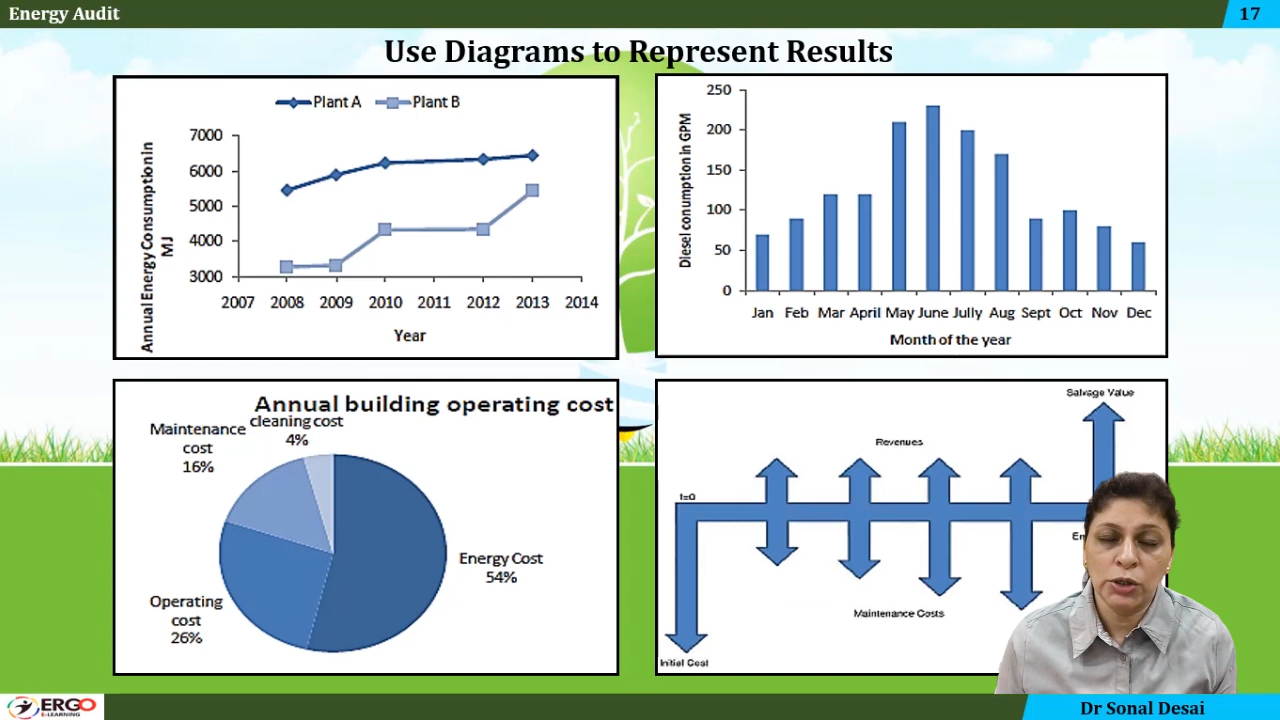 Energy Audit
17
Use Diagrams to Represent Results
Plant A
Plant B
Annual Energy Consumption in
MJ
7000
6000
5000
4000
3000
2007 2008 2009 2010 2011 2012 2013 2014
Year
Diesel conumption in GPM
250
200
150
100
50
0
Jan Feb Mar April May June Jully Aug Sept Oct Nov Dec
Month of the year
Annual building operating cost
cleaning cost
4%
Maintenance
cost
16%
Energy Cost
54%
Operating
cost
26%
Salvage Value
Revenues
t=0
Maintenance Costs
Initial Cost
ERGO
E-LEARNING
Dr Sonal Desai